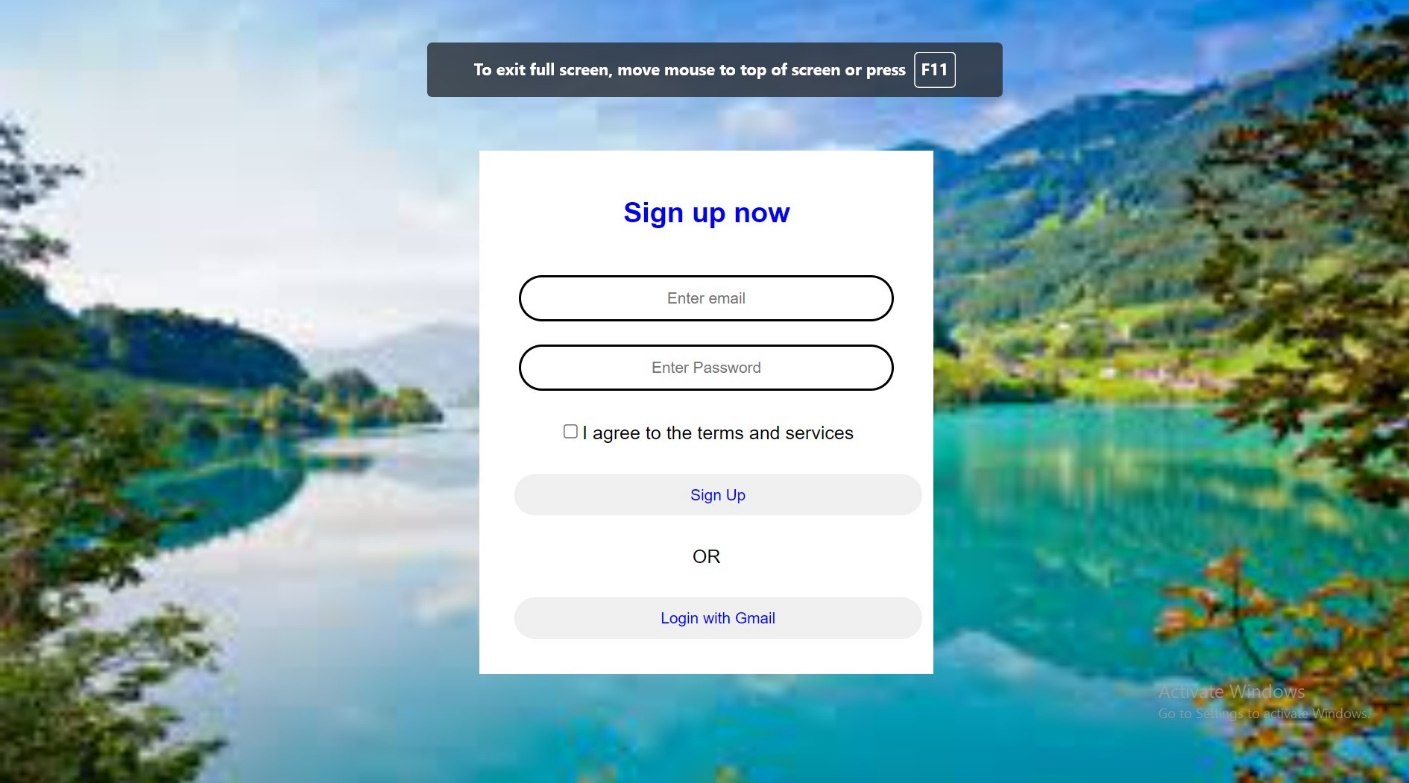 To exit full screen, move mouse to top of screen or press F11
Sign up now
Enter email
Enter Password
I agree to the terms and services
Sign Up
OR
Login with Gmail
Activate Windows
Go to Settings to activate Windows.